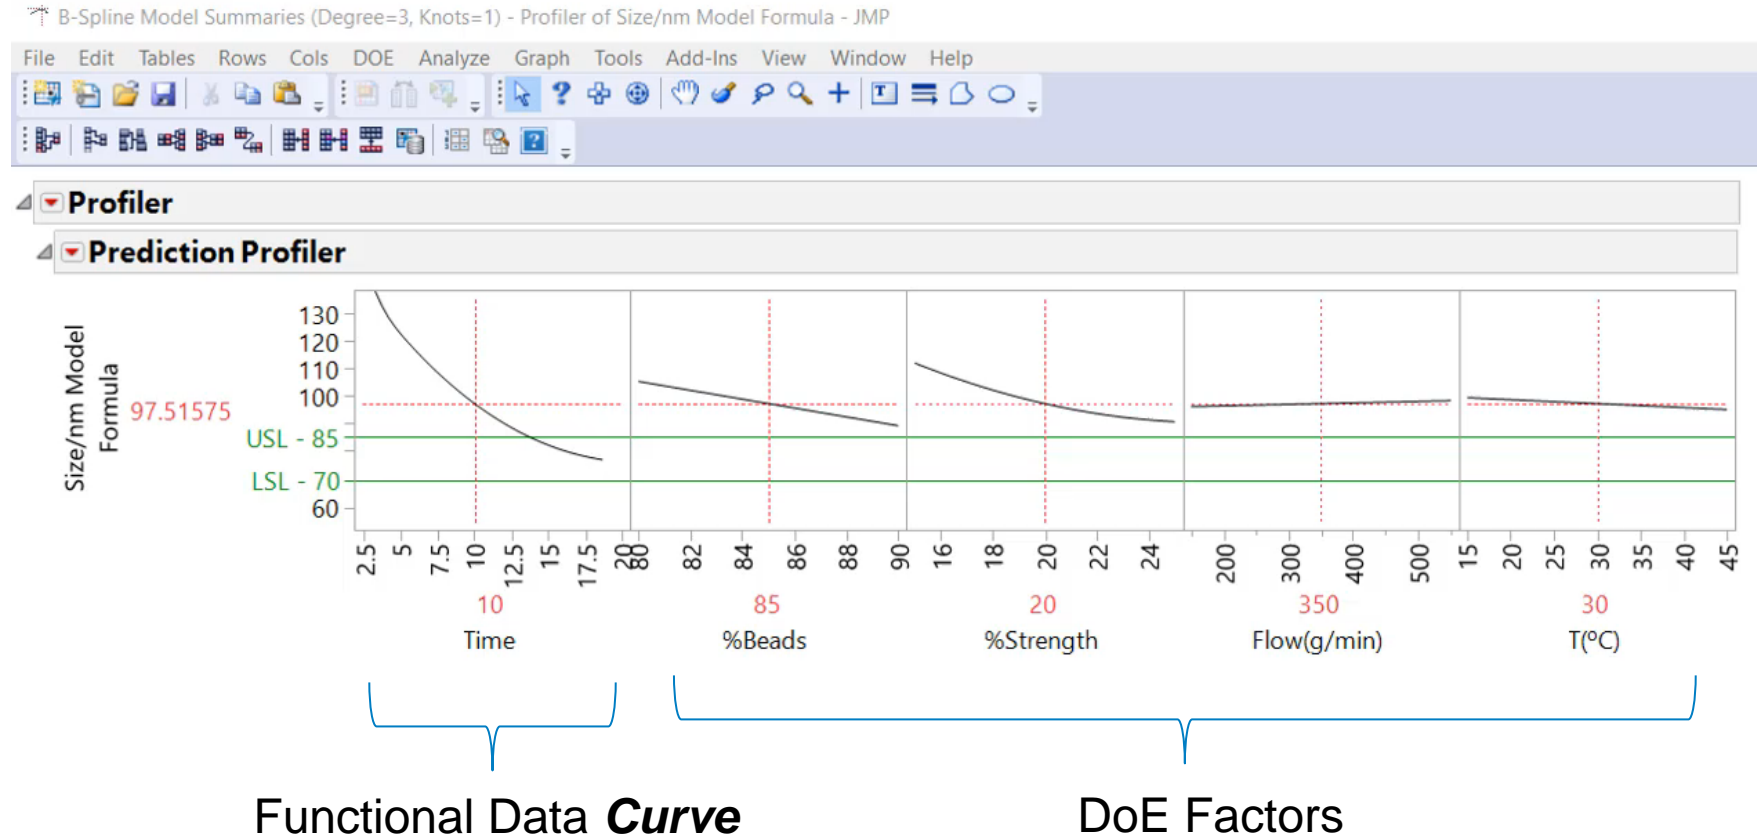 B-Spline Model Summaries (Degree=3, Knots=1) - Profiler of Size/nm Model Formula - JMP
File Edit Tables Rows Cols DOE Analyze Graph Tools Add-Ins View Window Help
Profiler
Prediction Profiler
Size/nm Model
Formula
97.51575
130
120
110
100
USL - 85
LSL - 70
60
2.5 5 7.5 10 12.5 15 17.5 20 80 82 84 86 88 90 16 18 20 22 24 200 300 400 500 15 20 25 30 35 40 45
10 85 20 350 30
Time %Beads %Strength Flow(g/min) T(ºC)
Functional Data Curve DoE Factors